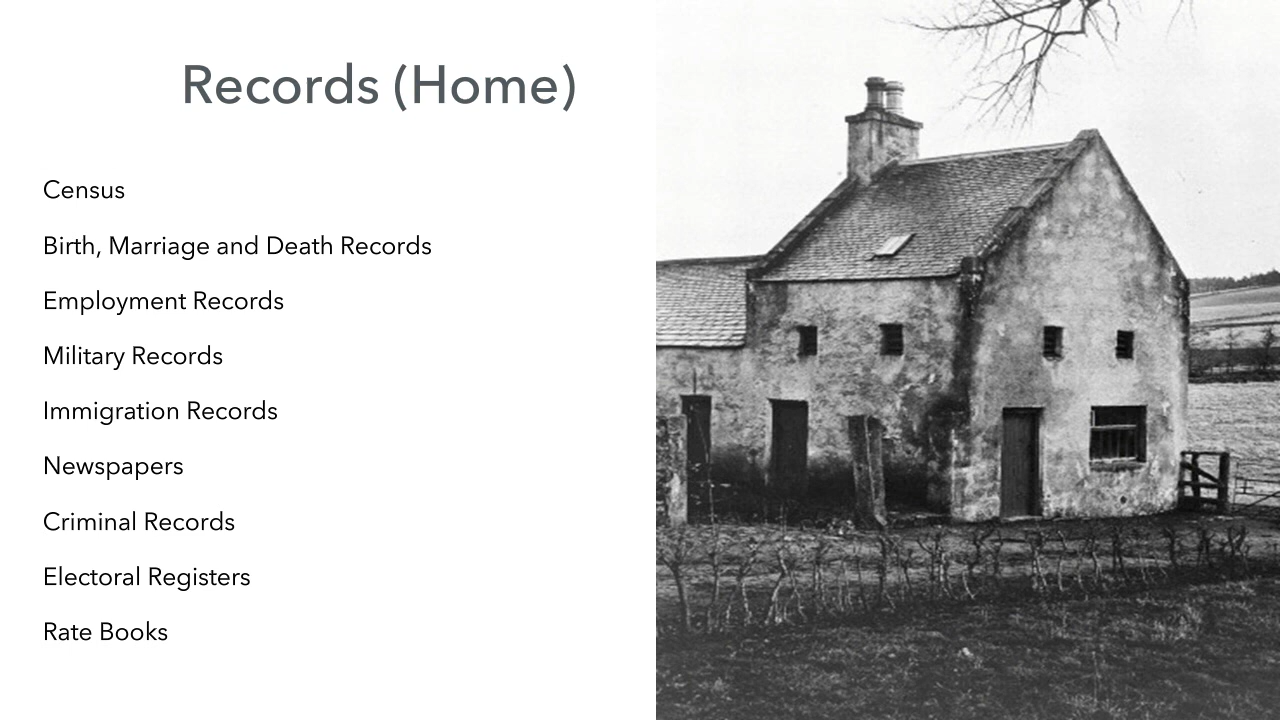 Records (Home)
Census
Birth, Marriage and Death Records
Employment Records
Military Records
Immigration Records
Newspapers
Criminal Records
Electoral Registers
Rate Books